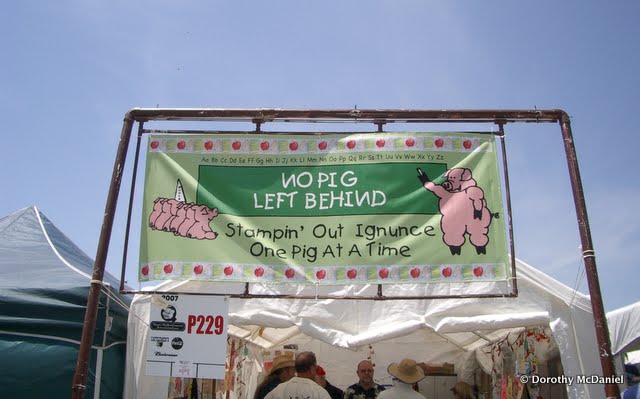 Aa Bb Cc Dd Ee Ff Gg Hh Ii Jj Kk Ll Mm Nn Oo Pp Qq Rr Ss Tt Uu Vv Ww Xx Yy Zz
NO PIG
LEFT BEHIND
Stampin' Out Ignunce
One Pig At A Time
2007
P229
Budweiser
©Dorothy McDaniel